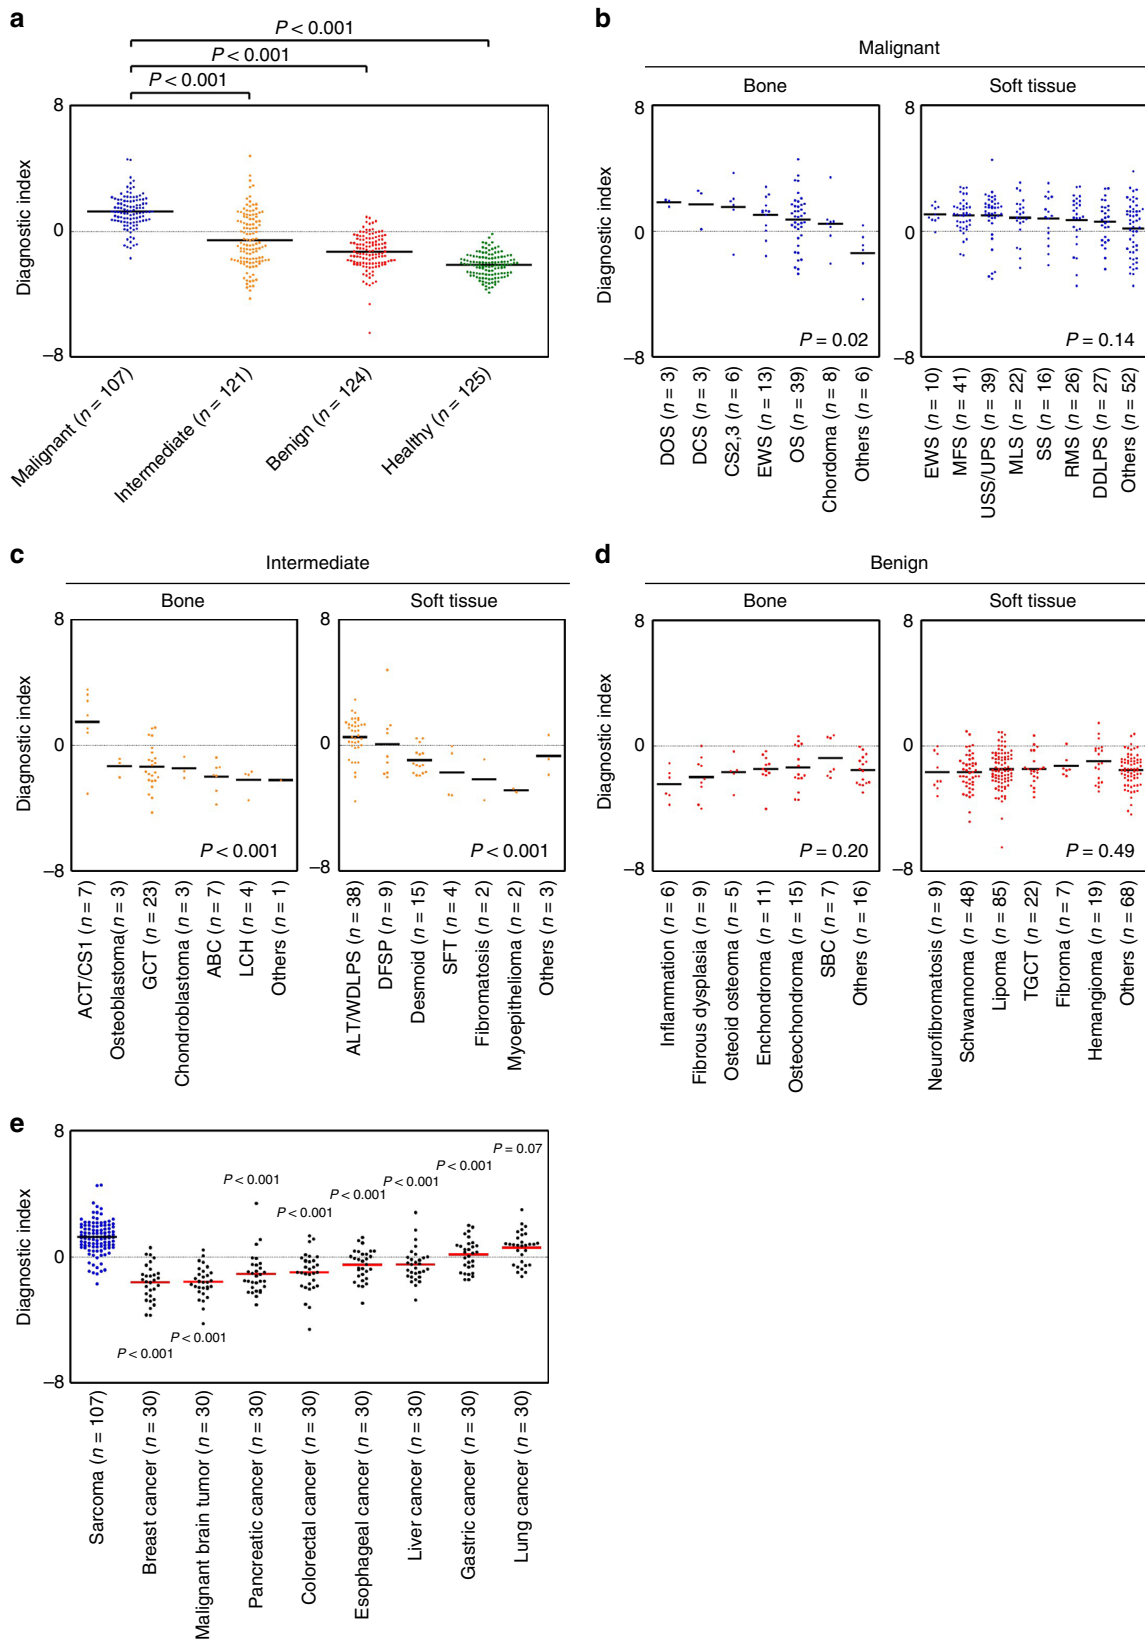 a
P < 0.001
P < 0.001
P < 0.001
8
0
−8
Diagnostic index
Malignant (n = 107)
Intermediate (n = 121)
Benign (n = 124)
Healthy (n = 125)
b
Malignant
Bone
Soft tissue
8
0
−8
Diagnostic index
P = 0.02
DOS (n = 3)
DCS (n = 3)
CS2,3 (n = 6)
EWS (n = 13)
OS (n = 39)
Chordoma (n = 8)
Others (n = 6)
8
0
−8
P = 0.14
EWS (n = 10)
MFS (n = 41)
USS/UPS (n = 39)
MLS (n = 22)
SS (n = 16)
RMS (n = 26)
DDLPS (n = 27)
Others (n = 52)
c
Intermediate
Bone
Soft tissue
8
0
−8
Diagnostic index
P < 0.001
ACT/CS1 (n = 7)
Osteoblastoma(n = 3)
GCT (n = 23)
Chondroblastoma (n = 3)
ABC (n = 7)
LCH (n = 4)
Others (n = 1)
8
0
−8
P < 0.001
ALT/WDLPS (n = 38)
DFSP (n = 9)
Desmoid (n = 15)
SFT (n = 4)
Fibromatosis (n = 2)
Myoepithelioma (n = 2)
Others (n = 3)
d
Benign
Bone
Soft tissue
8
0
−8
Diagnostic index
P = 0.20
Inflammation (n = 6)
Fibrous dysplasia (n = 9)
Osteoid osteoma (n = 5)
Enchondroma (n = 11)
Osteochondroma (n = 15)
SBC (n = 7)
Others (n = 16)
8
0
−8
P = 0.49
Neurofibromatosis (n = 9)
Schwannoma (n = 48)
Lipoma (n = 85)
TGCT (n = 22)
Fibroma (n = 7)
Hemangioma (n = 19)
Others (n = 68)
e
8
0
−8
Diagnostic index
P < 0.001
P < 0.001
P < 0.001
P < 0.001
P < 0.001
P < 0.001
P < 0.001
P = 0.07
Sarcoma (n = 107)
Breast cancer (n = 30)
Malignant brain tumor (n = 30)
Pancreatic cancer (n = 30)
Colorectal cancer (n = 30)
Esophageal cancer (n = 30)
Liver cancer (n = 30)
Gastric cancer (n = 30)
Lung cancer (n = 30)